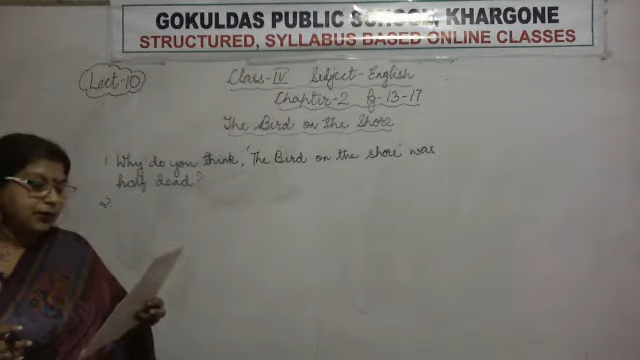 GOKULDAS PUBLIC SCHOOL, KHARGONE
STRUCTURED, SYLLABUS BASED ONLINE CLASSES
Lect-10
Class-IV Subject-English
Chapter-2 Pg-13-17
The Bird on the Shore
1. Why do you think, 'The Bird on the shore' was
half dead?
2.